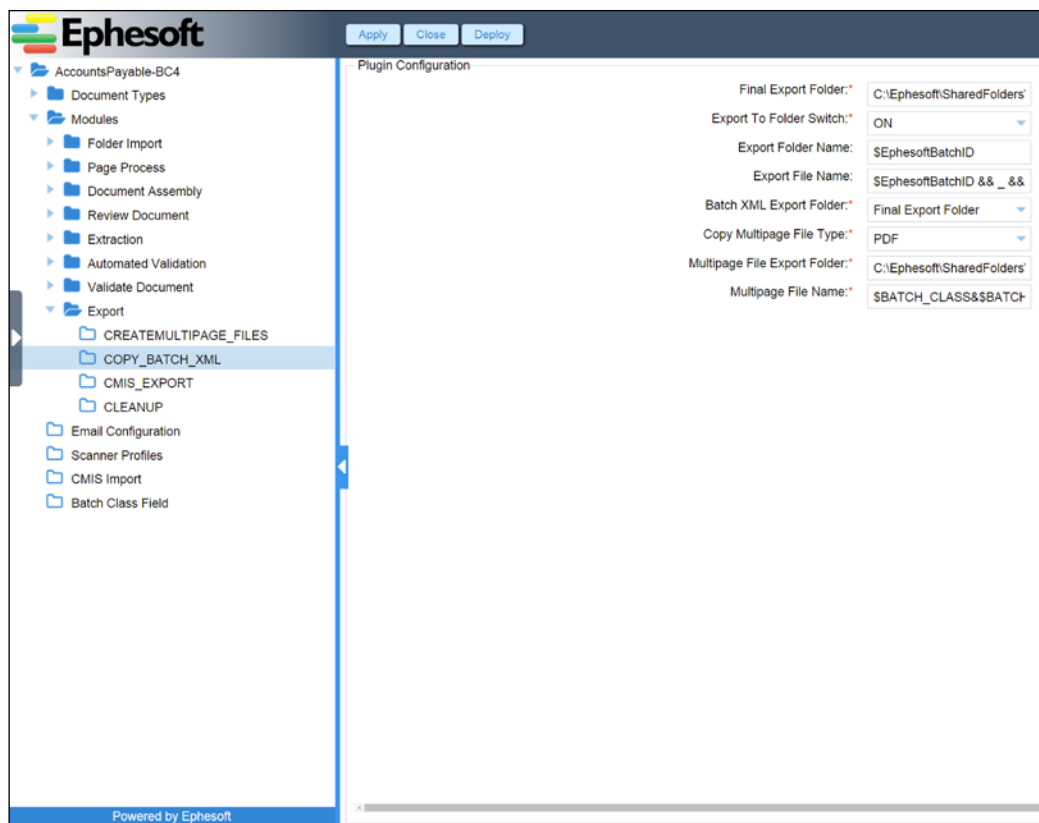 Ephesoft
Apply Close Deploy
AccountsPayable-BC4
Document Types
Modules
Folder Import
Page Process
Document Assembly
Review Document
Extraction
Automated Validation
Validate Document
Export
CREATEMULTIPAGE_FILES
COPY_BATCH_XML
CMIS_EXPORT
CLEANUP
Email Configuration
Scanner Profiles
CMIS Import
Batch Class Field
Powered by Ephesoft
Plugin Configuration
Final Export Folder:* C:\Ephesoft\SharedFolders\
Export To Folder Switch:* ON
Export Folder Name: $EphesoftBatchID
Export File Name: $EphesoftBatchID && _ &&
Batch XML Export Folder:* Final Export Folder
Copy Multipage File Type:* PDF
Multipage File Export Folder:* C:\Ephesoft\SharedFolders\
Multipage File Name:* $BATCH_CLASS&$BATCH